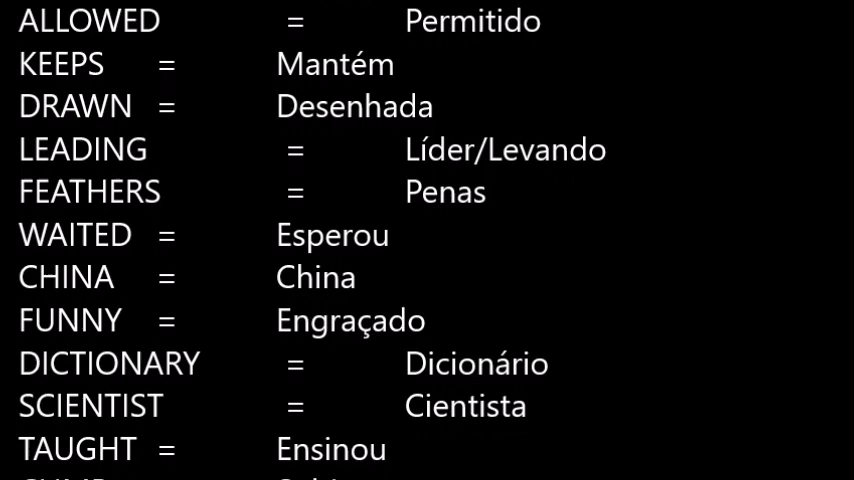 ALLOWED = Permitido
KEEPS = Mantém
DRAWN = Desenhada
LEADING = Líder/Levando
FEATHERS = Penas
WAITED = Esperou
CHINA = China
FUNNY = Engraçado
DICTIONARY = Dicionário
SCIENTIST = Cientista
TAUGHT = Ensinou